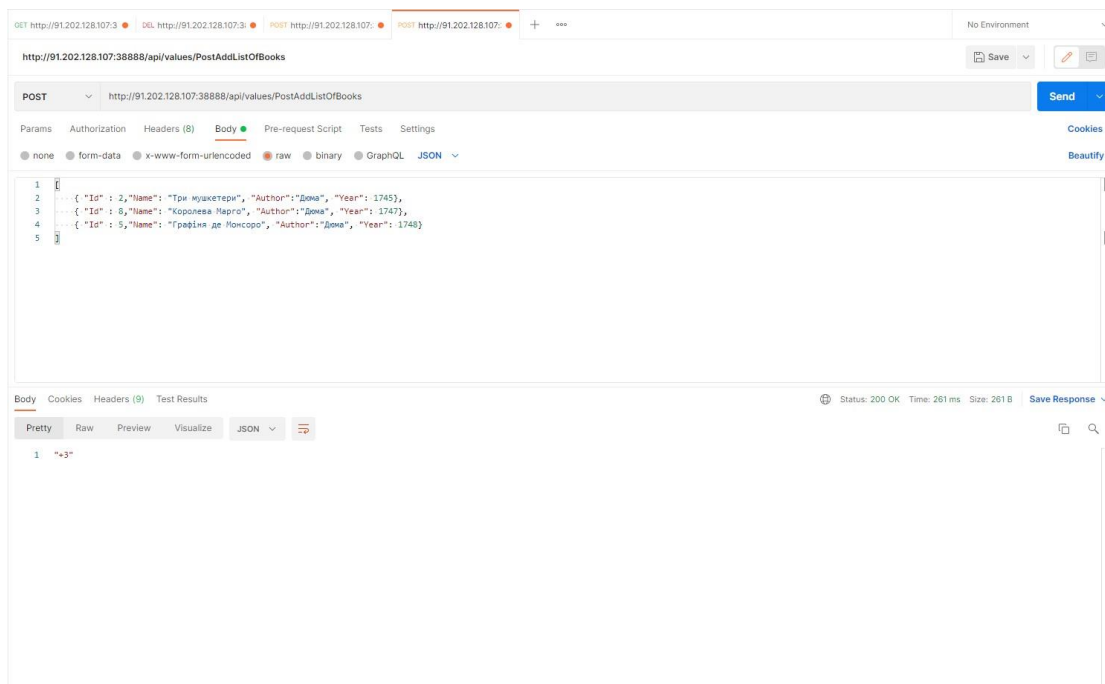 GET http://91.202.128.107:3 DEL http://91.202.128.107:3 POST http://91.202.128.107: POST http://91.202.128.107: + ooo No Environment
http://91.202.128.107:38888/api/values/PostAddListOfBooks Save
POST http://91.202.128.107:38888/api/values/PostAddListOfBooks Send
Params Authorization Headers (8) Body Pre-request Script Tests Settings Cookies
none form-data x-www-form-urlencoded raw binary GraphQL JSON Beautify
1 [
2 { "Id" : 2,"Name": "Три мушкетери", "Author":"Дюма", "Year": 1745},
3 { "Id" : 8,"Name": "Королева Марго", "Author":"Дюма", "Year": 1747},
4 { "Id" : 5,"Name": "Графіня де Монсоро", "Author":"Дюма", "Year": 1748}
5 ]
Body Cookies Headers (9) Test Results Status: 200 OK Time: 261 ms Size: 261 B Save Response
Pretty Raw Preview Visualize JSON
1 "+3"